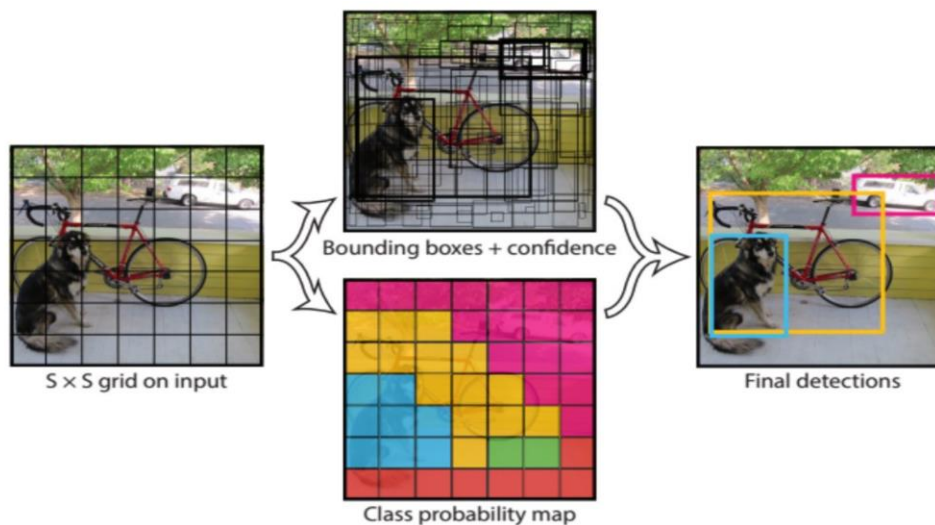 Bounding boxes + confidence
S × S grid on input
Final detections
Class probability map